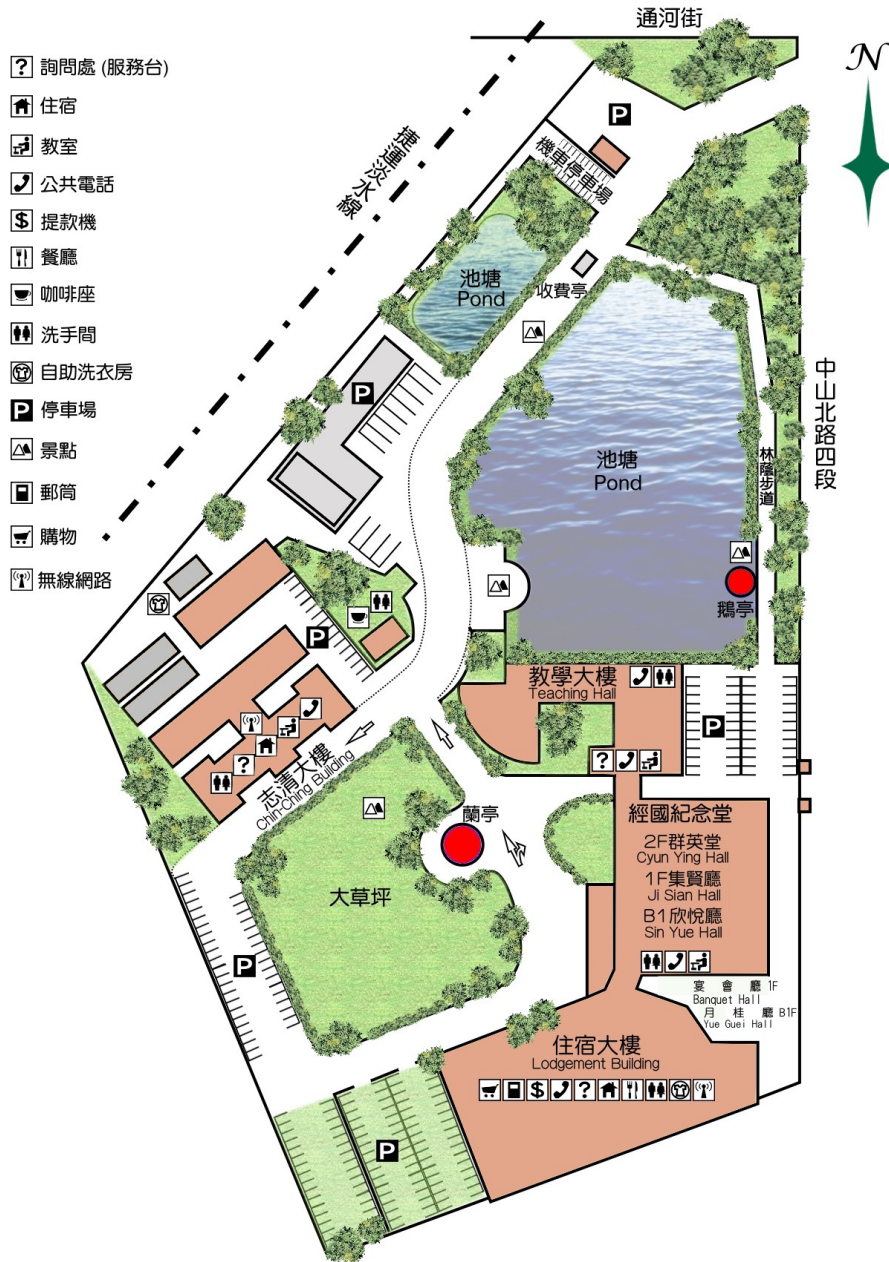 通河街
N
? 詢問處 (服務台)
住宿
教室
公共電話
$ 提款機
餐廳
咖啡座
洗手間
自助洗衣房
P 停車場
景點
郵筒
購物
無線網路
捷運淡水線
P
機車停車場
池塘
Pond
收費亭
P
池塘
Pond
中山北路四段
林蔭步道
鵝亭
P
教學大樓
Teaching Hall
P
?
?
志清大樓
Chin-Ching Building
蘭亭
大草坪
經國紀念堂
2F群英堂
Cyun Ying Hall
1F集賢廳
Ji Sian Hall
B1欣悅廳
Sin Yue Hall
P
宴會廳 1F
Banquet Hall
月桂廳 B1F
Yue Guei Hall
住宿大樓
Lodgement Building
$ ?
P